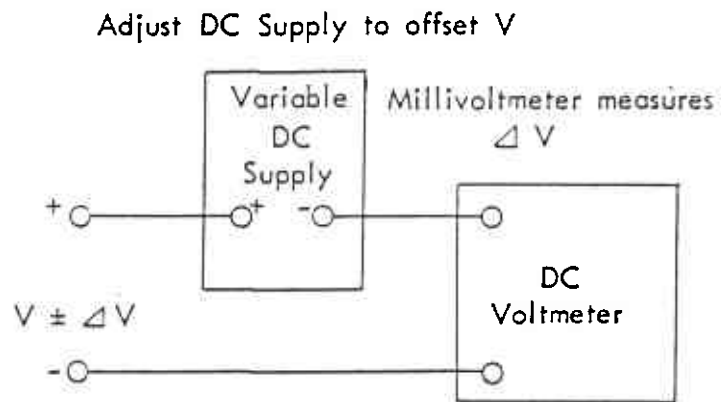 Adjust DC Supply to offset V
Variable
DC
Supply
Millivoltmeter measures
⊿ V
+
+ -
DC
Voltmeter
V ± ⊿ V
-